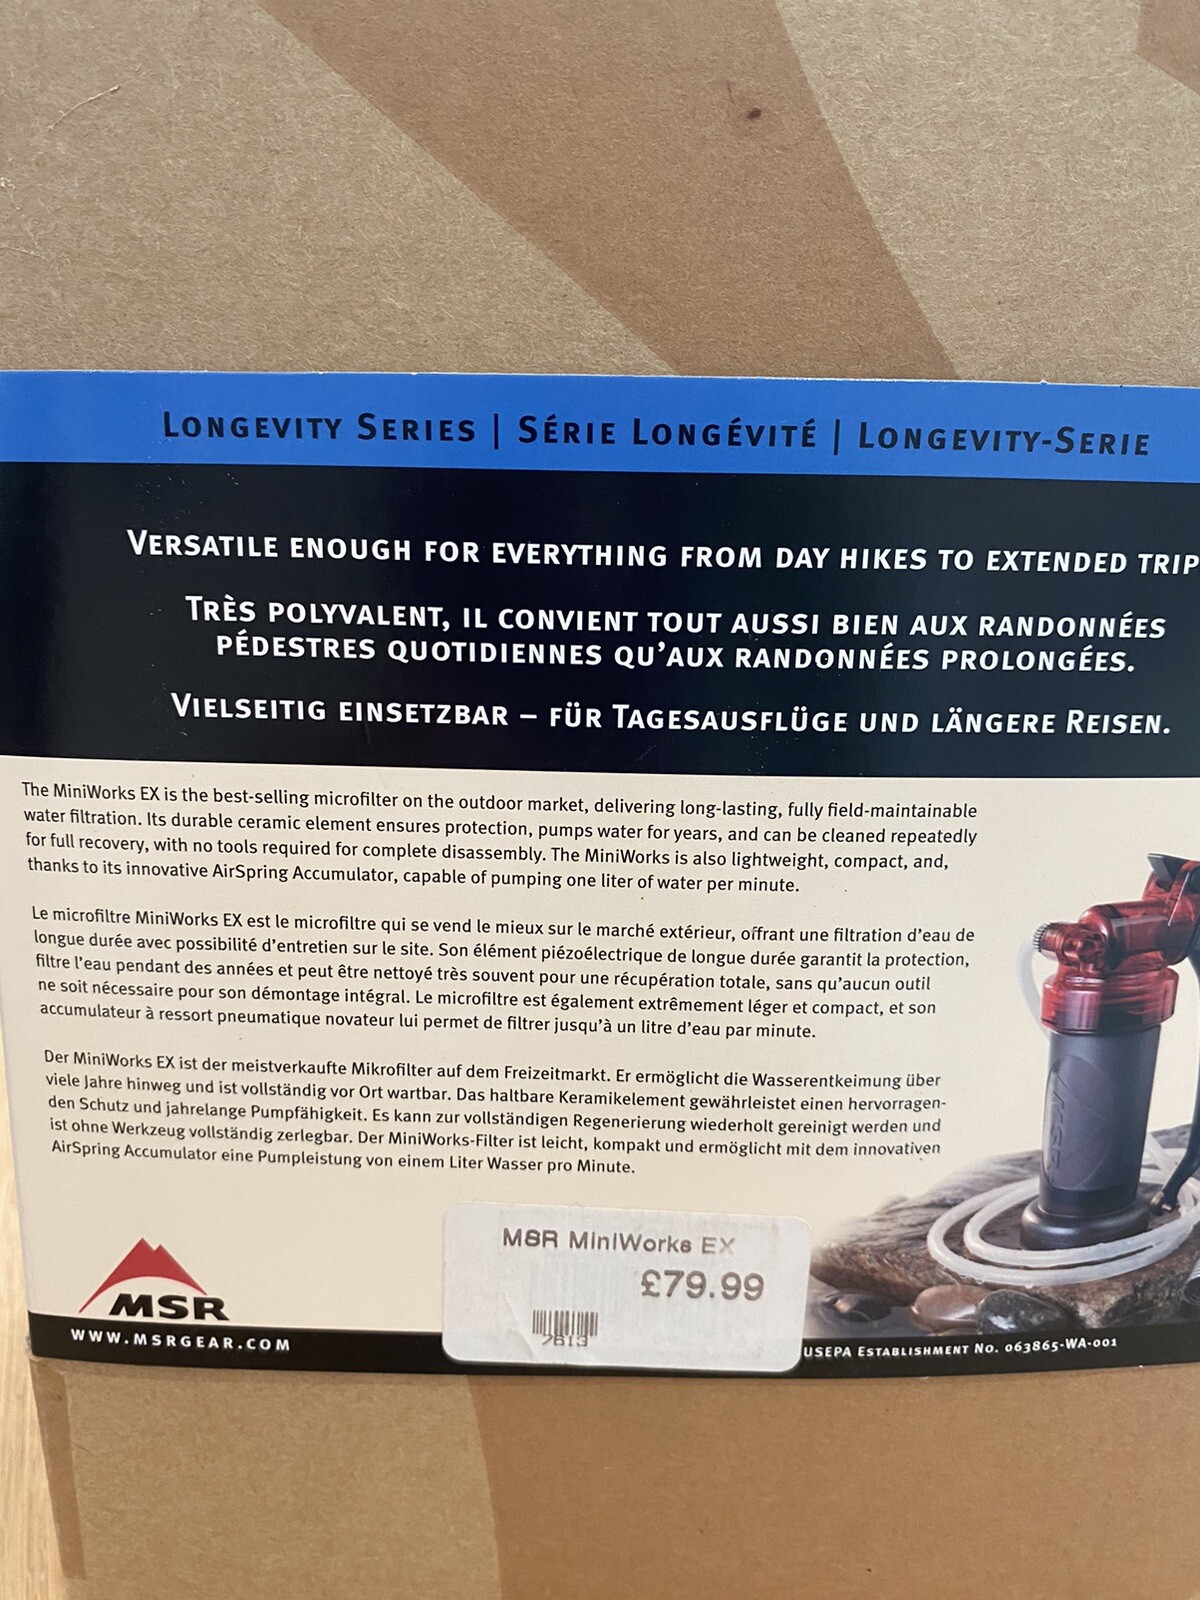 Longevity Series | Série Longévité | Longevity-Serie
Versatile enough for everything from day hikes to extended trip
Très polyvalent, il convient tout aussi bien aux randonnées
pédestres quotidiennes qu'aux randonnées prolongées.
Vielseitig einsetzbar – für Tagesausflüge und längere Reisen.
The MiniWorks EX is the best-selling microfilter on the outdoor market, delivering long-lasting, fully field-maintainable
water filtration. Its durable ceramic element ensures protection, pumps water for years, and can be cleaned repeatedly
for full recovery, with no tools required for complete disassembly. The MiniWorks is also lightweight, compact, and,
thanks to its innovative AirSpring Accumulator, capable of pumping one liter of water per minute.
Le microfiltre MiniWorks EX est le microfiltre qui se vend le mieux sur le marché extérieur, offrant une filtration d'eau de
longue durée avec possibilité d'entretien sur le site. Son élément piézoélectrique de longue durée garantit la protection,
filtre l'eau pendant des années et peut être nettoyé très souvent pour une récupération totale, sans qu'aucun outil
ne soit nécessaire pour son démontage intégral. Le microfiltre est également extrêmement léger et compact, et son
accumulateur à ressort pneumatique novateur lui permet de filtrer jusqu'à un litre d'eau par minute.
Der MiniWorks EX ist der meistverkaufte Mikrofilter auf dem Freizeitmarkt. Er ermöglicht die Wasserentkeimung über
viele Jahre hinweg und ist vollständig vor Ort wartbar. Das haltbare Keramikelement gewährleistet einen hervorragen-
den Schutz und jahrelange Pumpfähigkeit. Es kann zur vollständigen Regenerierung wiederholt gereinigt werden und
ist ohne Werkzeug vollständig zerlegbar. Der MiniWorks-Filter ist leicht, kompakt und ermöglicht mit dem innovativen
AirSpring Accumulator eine Pumpleistung von einem Liter Wasser pro Minute.
MSR
MSR MiniWorks EX
£79.99
7613
MSR
www.msrgear.com
USEPA Establishment No. 063865-WA-001